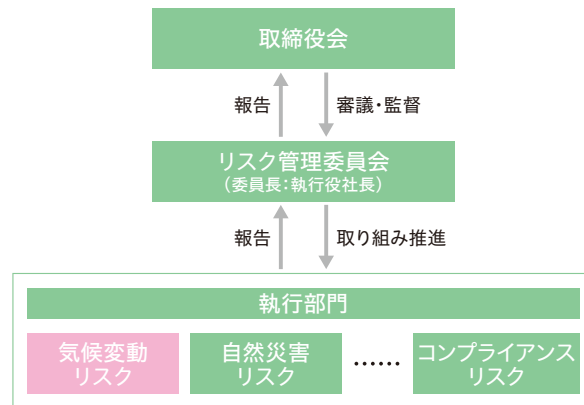 取締役会
報告
審議・監督
リスク管理委員会
（委員長：執行役社長）
報告
取り組み推進
執行部門
気候変動
リスク
自然災害
リスク
……
コンプライアンス
リスク